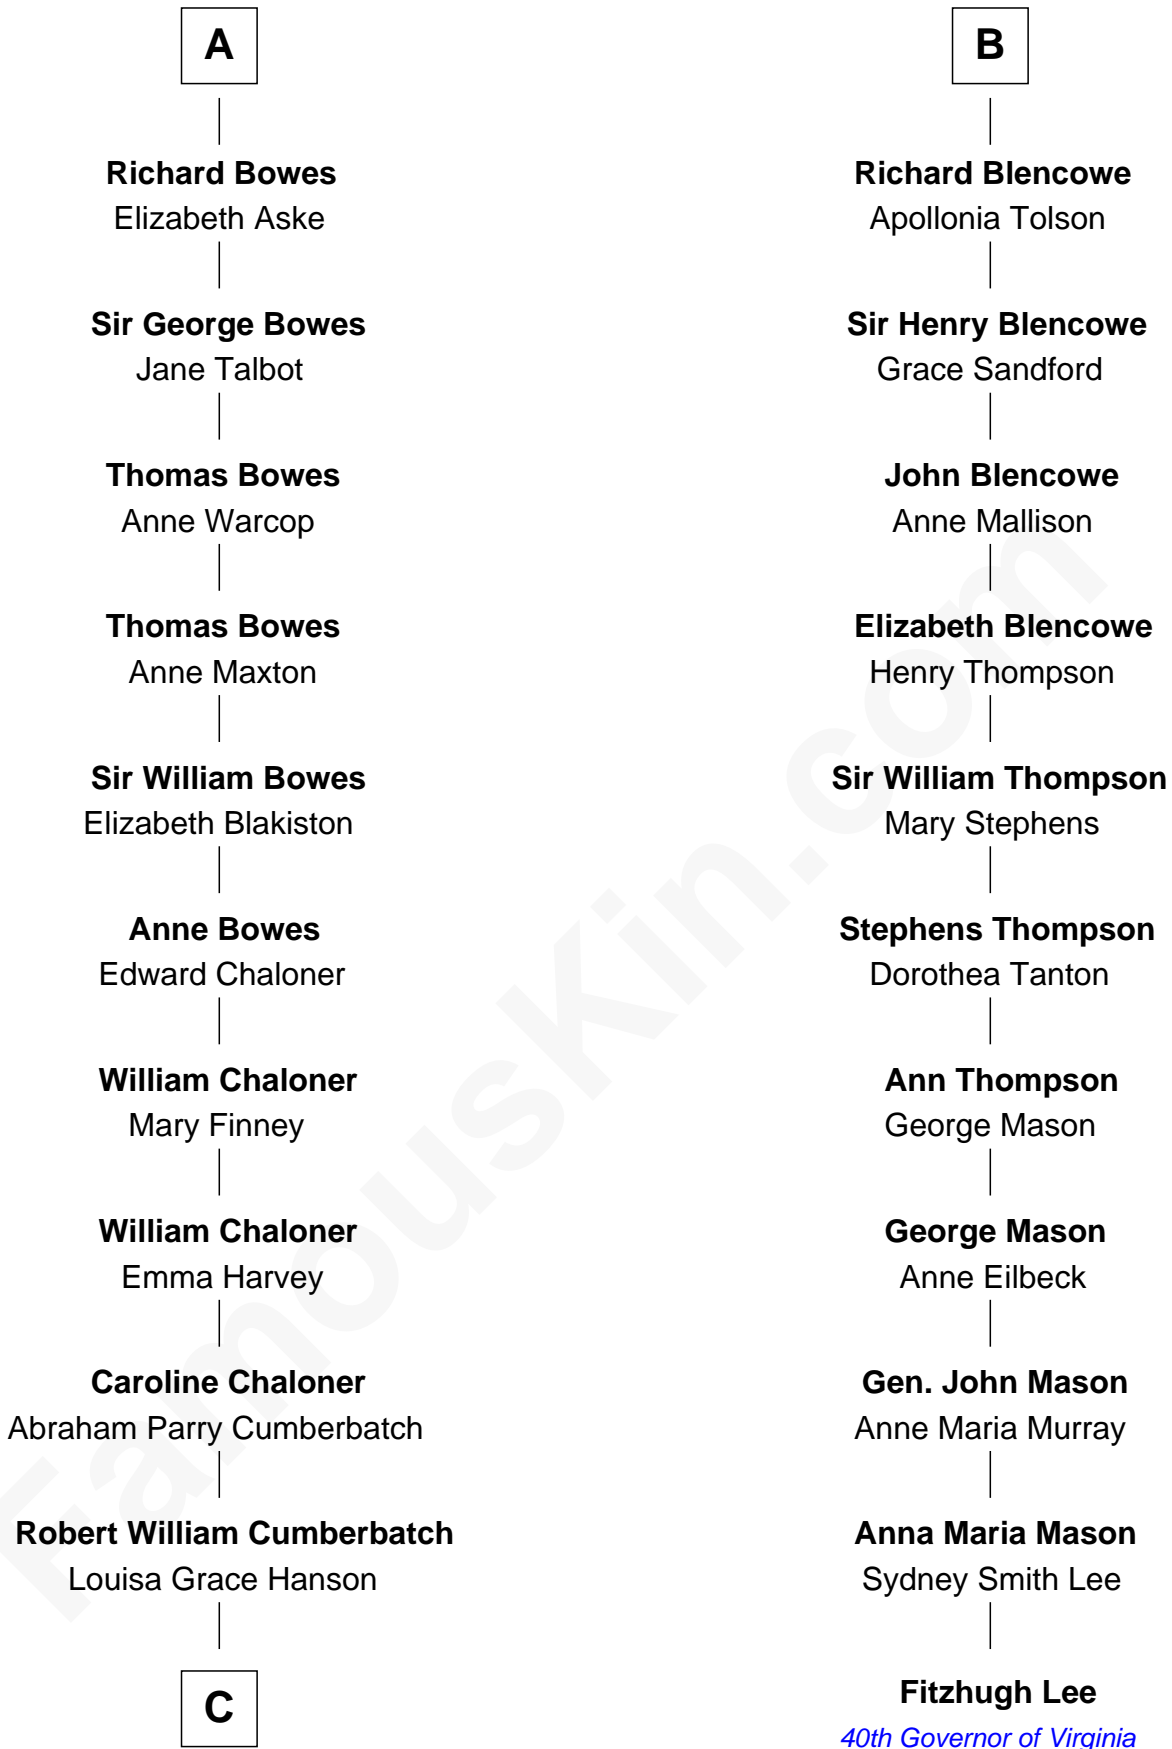 A
Richard Bowes
Elizabeth Aske
Sir George Bowes
Jane Talbot
Thomas Bowes
Anne Warcop
Thomas Bowes
Anne Maxton
Sir William Bowes
Elizabeth Blakiston
Anne Bowes
Edward Chaloner
William Chaloner
Mary Finney
William Chaloner
Emma Harvey
Caroline Chaloner
Abraham Parry Cumberbatch
Robert William Cumberbatch
Louisa Grace Hanson
C
B
Richard Blencowe
Apollonia Tolson
Sir Henry Blencowe
Grace Sandford
John Blencowe
Anne Mallison
Elizabeth Blencowe
Henry Thompson
Sir William Thompson
Mary Stephens
Stephens Thompson
Dorothea Tanton
Ann Thompson
George Mason
George Mason
Anne Eilbeck
Gen. John Mason
Anne Maria Murray
Anna Maria Mason
Sydney Smith Lee
Fitzhugh Lee
40th Governor of Virginia
FamousKin.com